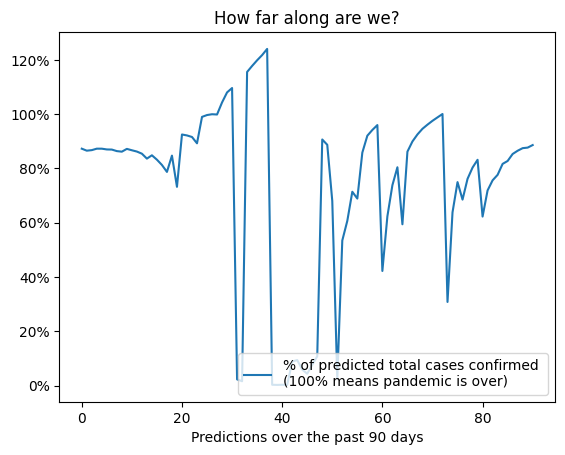 How far along are we?
120%
100%
80%
60%
40%
20%
0%
% of predicted total cases confirmed
(100% means pandemic is over)
0 20 40 60 80
Predictions over the past 90 days